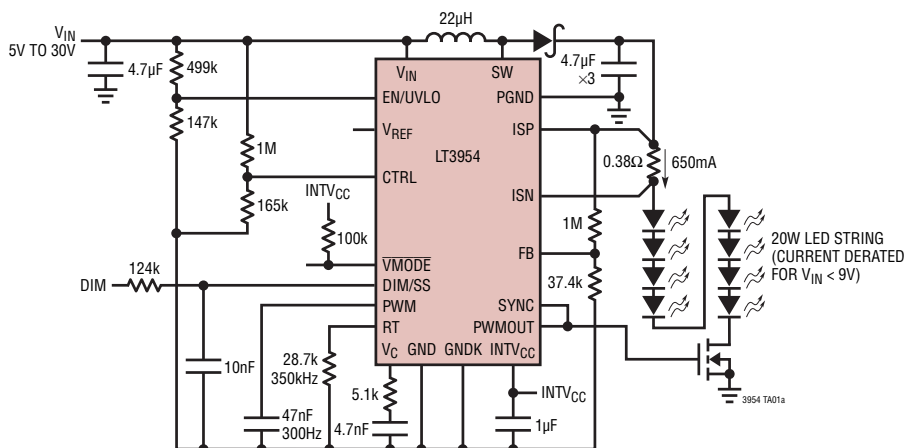 22µH
VIN
5V TO 30V
4.7µF
499k
VIN
SW
4.7µF
×3
EN/UVLO
PGND
147k
VREF
ISP
1M
LT3954
0.38Ω
650mA
CTRL
ISN
INTVCC
165k
1M
100k
20W LED STRING
(CURRENT DERATED
FOR VIN < 9V)
FB
VMODE
37.4k
124k
DIM
DIM/SS
PWM
SYNC
RT
PWMOUT
VC
GND
GNDK
INTVCC
28.7k
350kHz
10nF
5.1k
INTVCC
3954 TA01a
47nF
300Hz
4.7nF
1µF